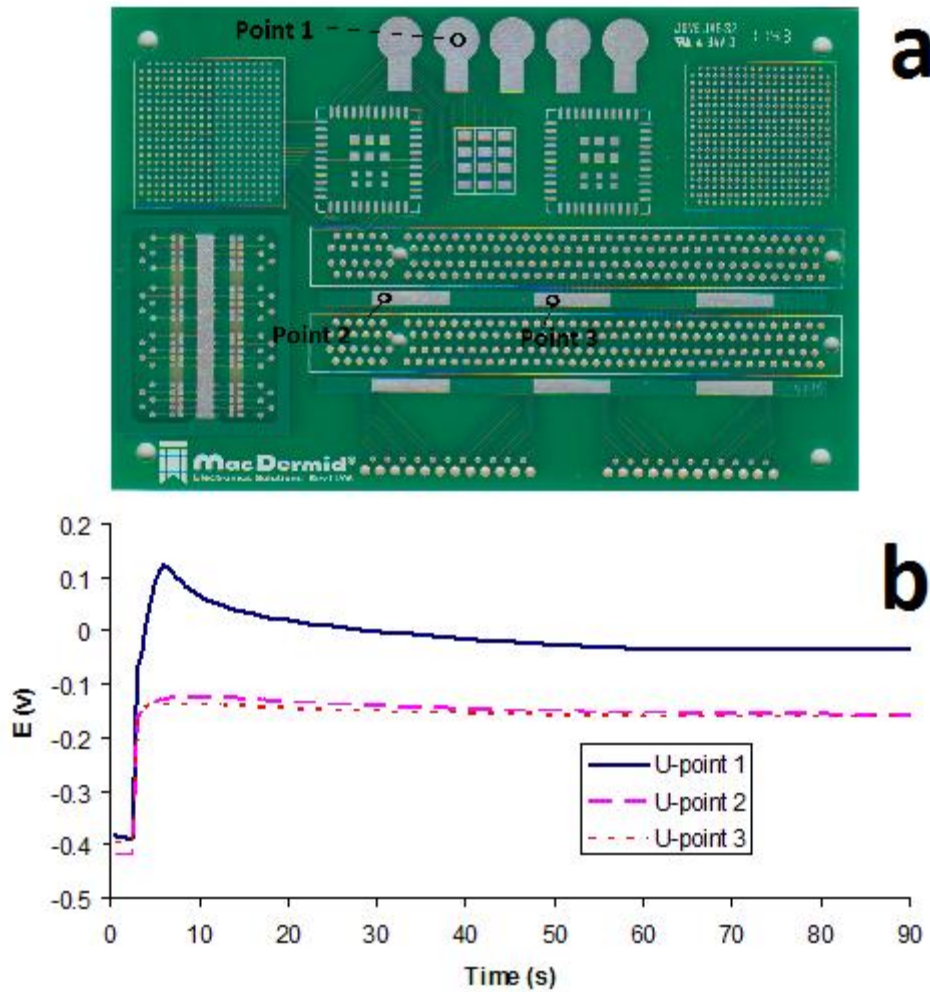 a
Point 1
MacDermid®
Point 2
Point 3
b
0.2
0.1
0
-0.1
-0.2
-0.3
-0.4
-0.5
E (v)
U-point 1
U-point 2
U-point 3
0 10 20 30 40 50 60 70 80 90
Time (s)